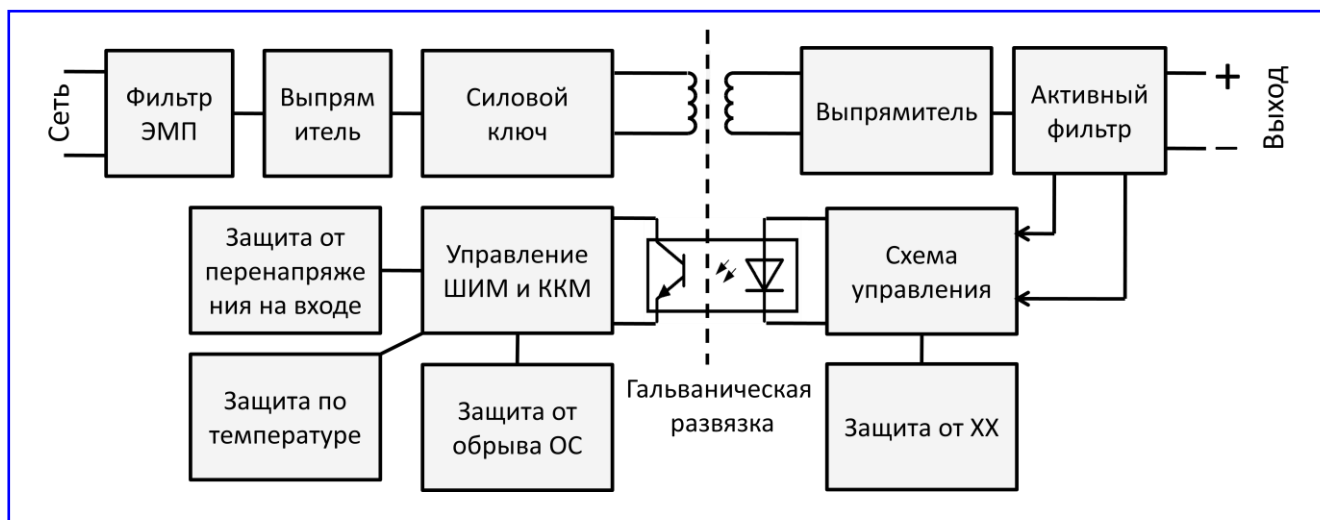 Сеть
Фильтр
ЭМП
Выпрям
итель
Силовой
ключ
Выпрямитель
Активный
фильтр
+
–
Выход
Защита от
перенапряже
ния на входе
Управление
ШИМ и ККМ
Схема
управления
Защита по
температуре
Защита от
обрыва ОС
Гальваническая
развязка
Защита от ХХ